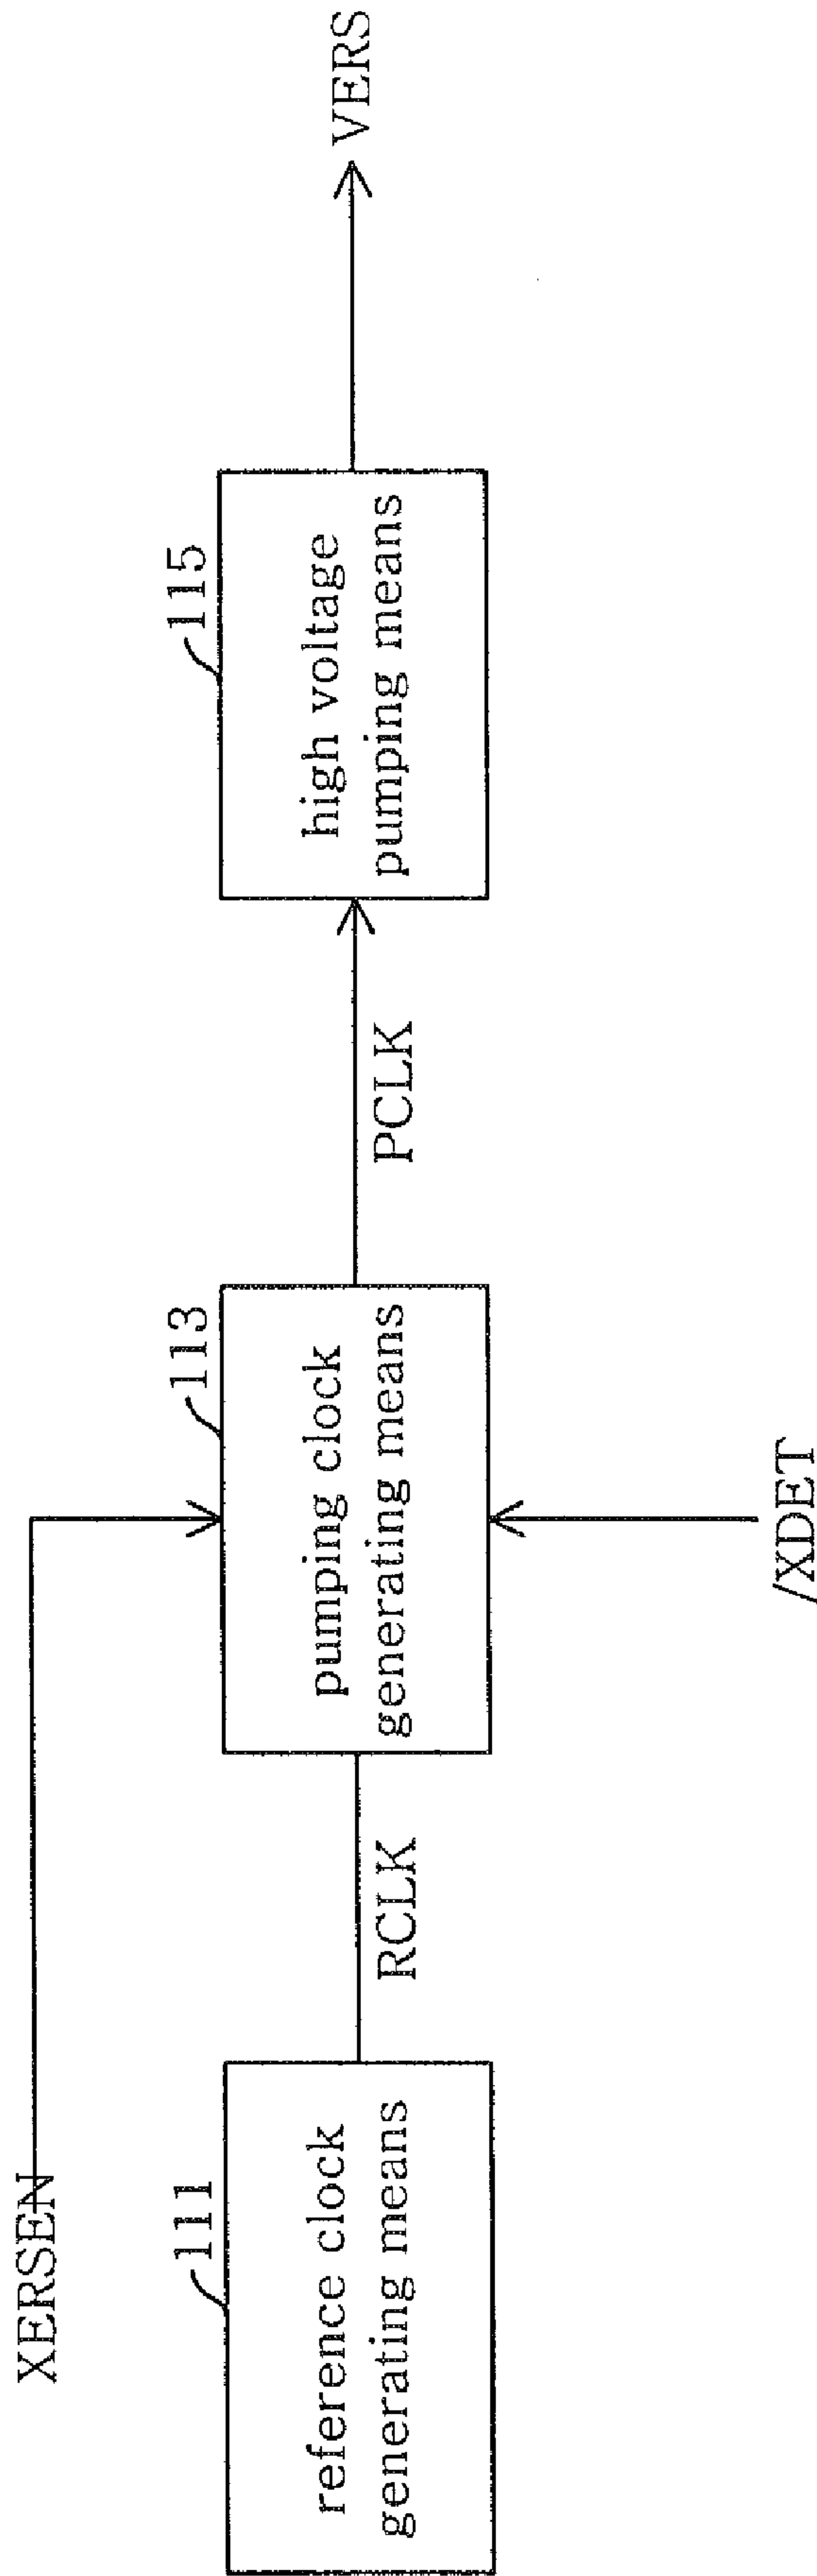 XERSEN
111
reference clock
generating means
RCLK
113
pumping clock
generating means
/XDET
PCLK
115
high voltage
pumping means
VERS